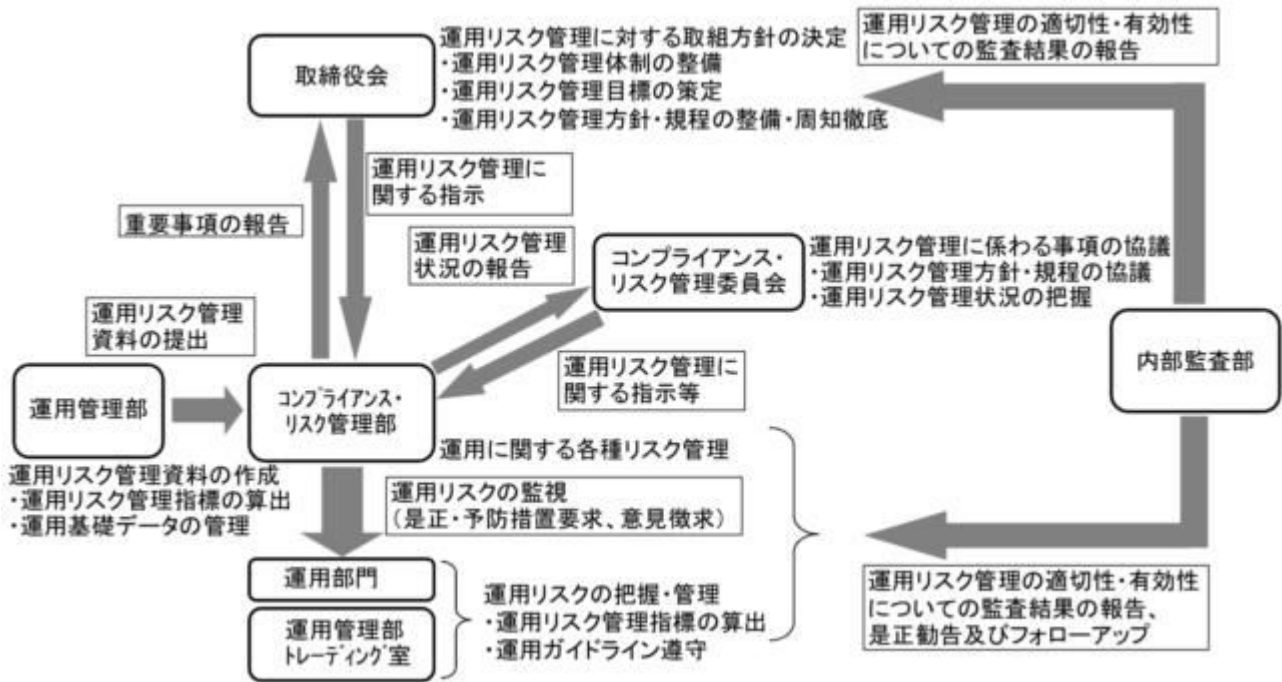 取締役会
運用リスク管理に対する取組方針の決定
・運用リスク管理体制の整備
・運用リスク管理目標の策定
・運用リスク管理方針・規程の整備・周知徹底
運用リスク管理の適切性・有効性
についての監査結果の報告
運用リスク管理に
関する指示
重要事項の報告
運用リスク管理
状況の報告
コンプライアンス・
リスク管理委員会
運用リスク管理に係わる事項の協議
・運用リスク管理方針・規程の協議
・運用リスク管理状況の把握
運用リスク管理
資料の提出
運用リスク管理に
関する指示等
内部監査部
運用管理部
コンプライアンス・
リスク管理部
運用に関する各種リスク管理
運用リスク管理資料の作成
・運用リスク管理指標の算出
・運用基礎データの管理
運用リスクの監視
（是正・予防措置要求、意見徴求）
運用部門
運用管理部
トレーディング室
運用リスクの把握・管理
・運用リスク管理指標の算出
・運用ガイドライン遵守
運用リスク管理の適切性・有効性
についての監査結果の報告、
是正勧告及びフォローアップ